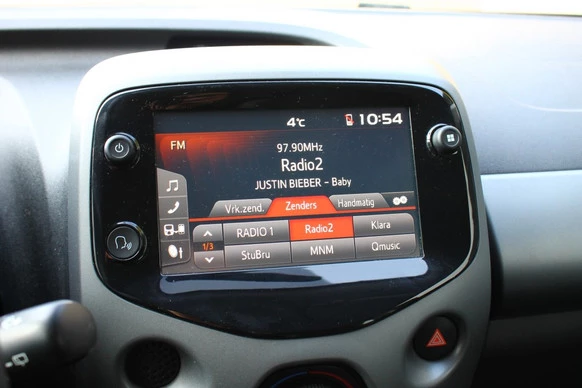 4°C 10:54
FM
97.90MHz
Radio2
JUSTIN BIEBER - Baby
Vrk.zend. Zenders Handmatig
RADIO 1 Radio2 Klara
1/3
StuBru MNM Qmusic